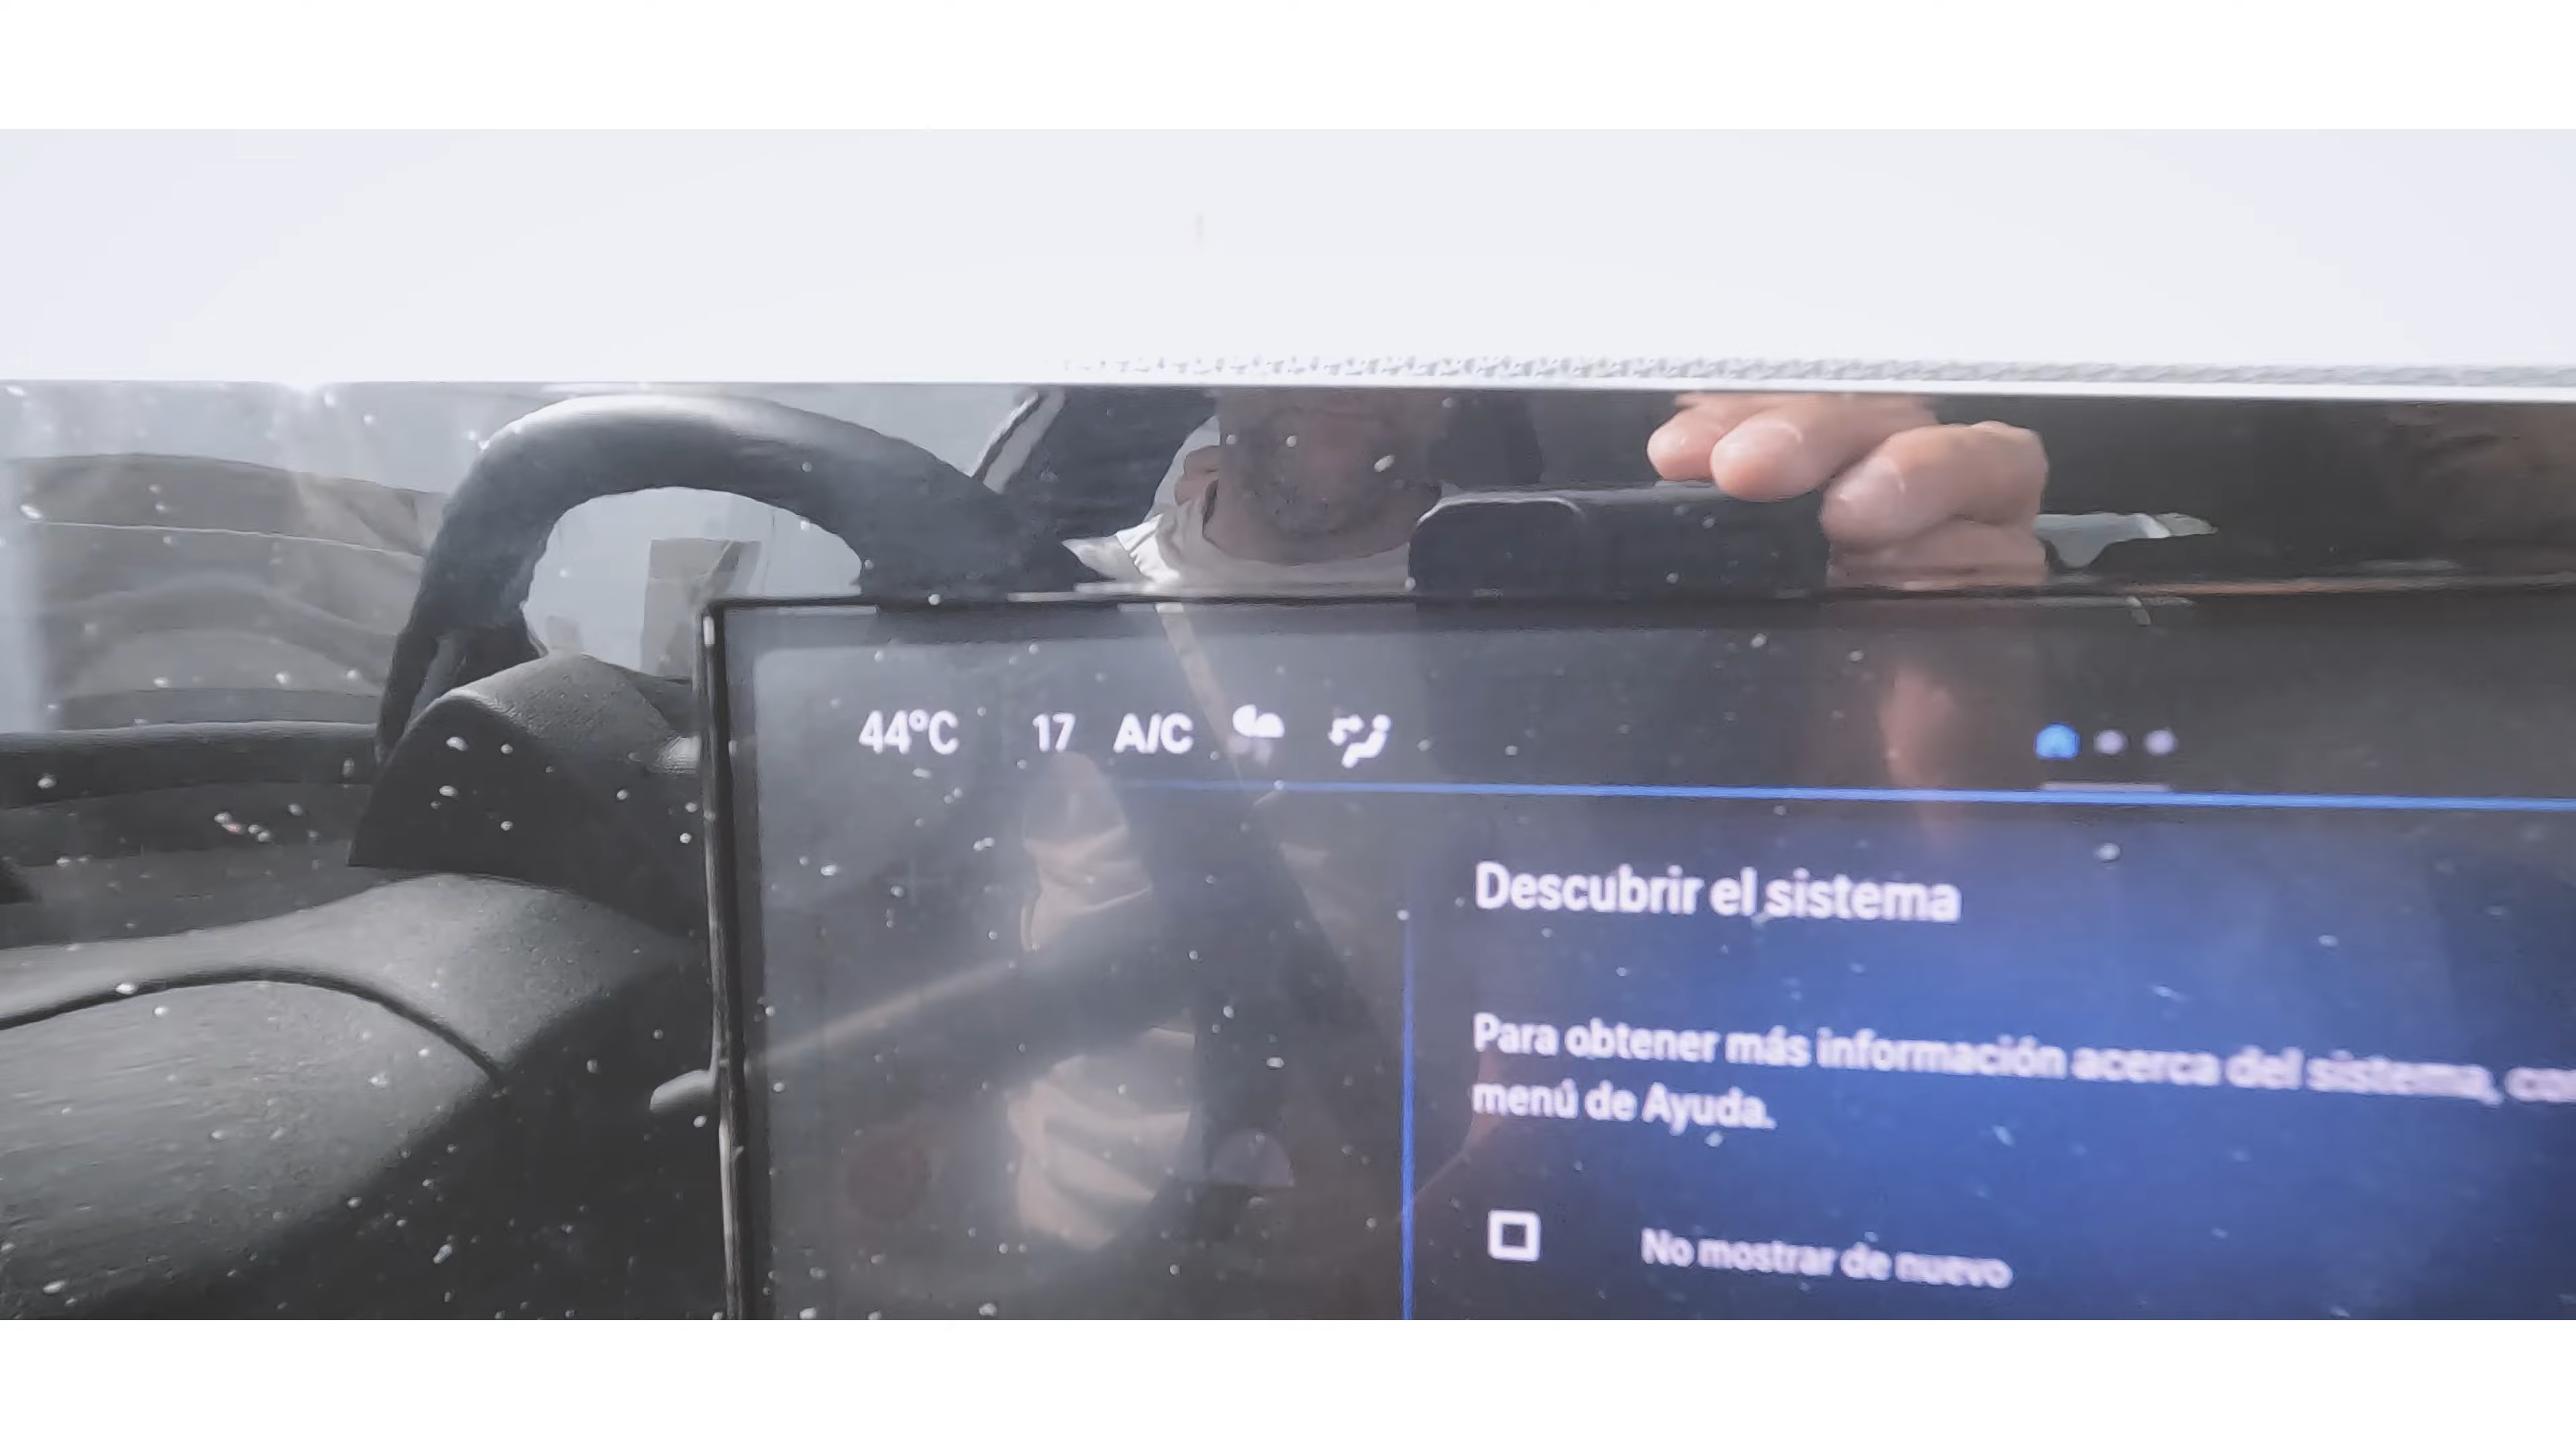 44°C 17 A/C
Descubrir el sistema
Para obtener más información acerca del sistema,
menú de Ayuda.
No mostrar de nuevo